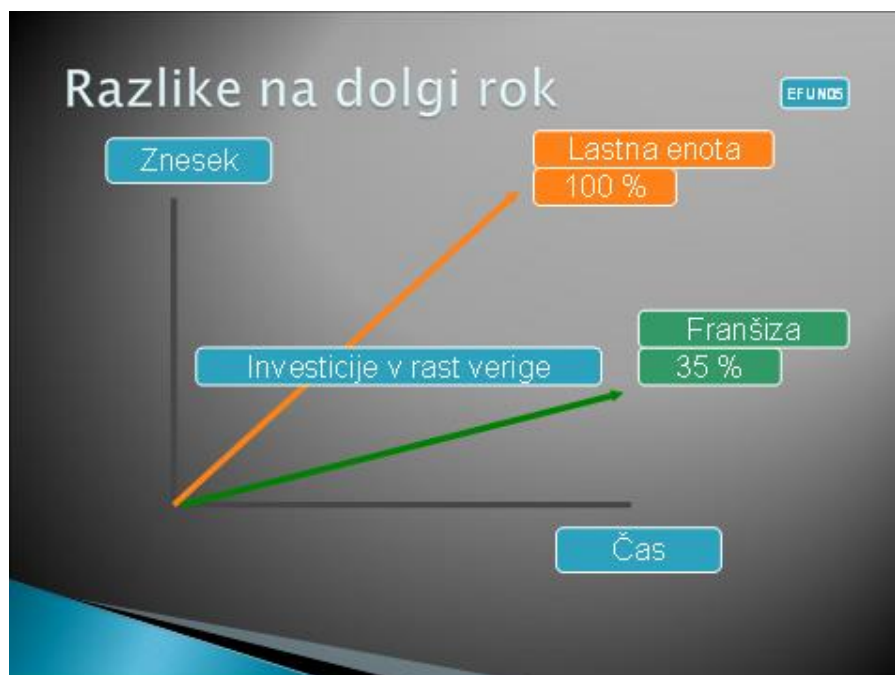 Razlike na dolgi rok
EFUNDS
Znesek
Lastna enota
100 %
Franšiza
35 %
Investicije v rast verige
Čas